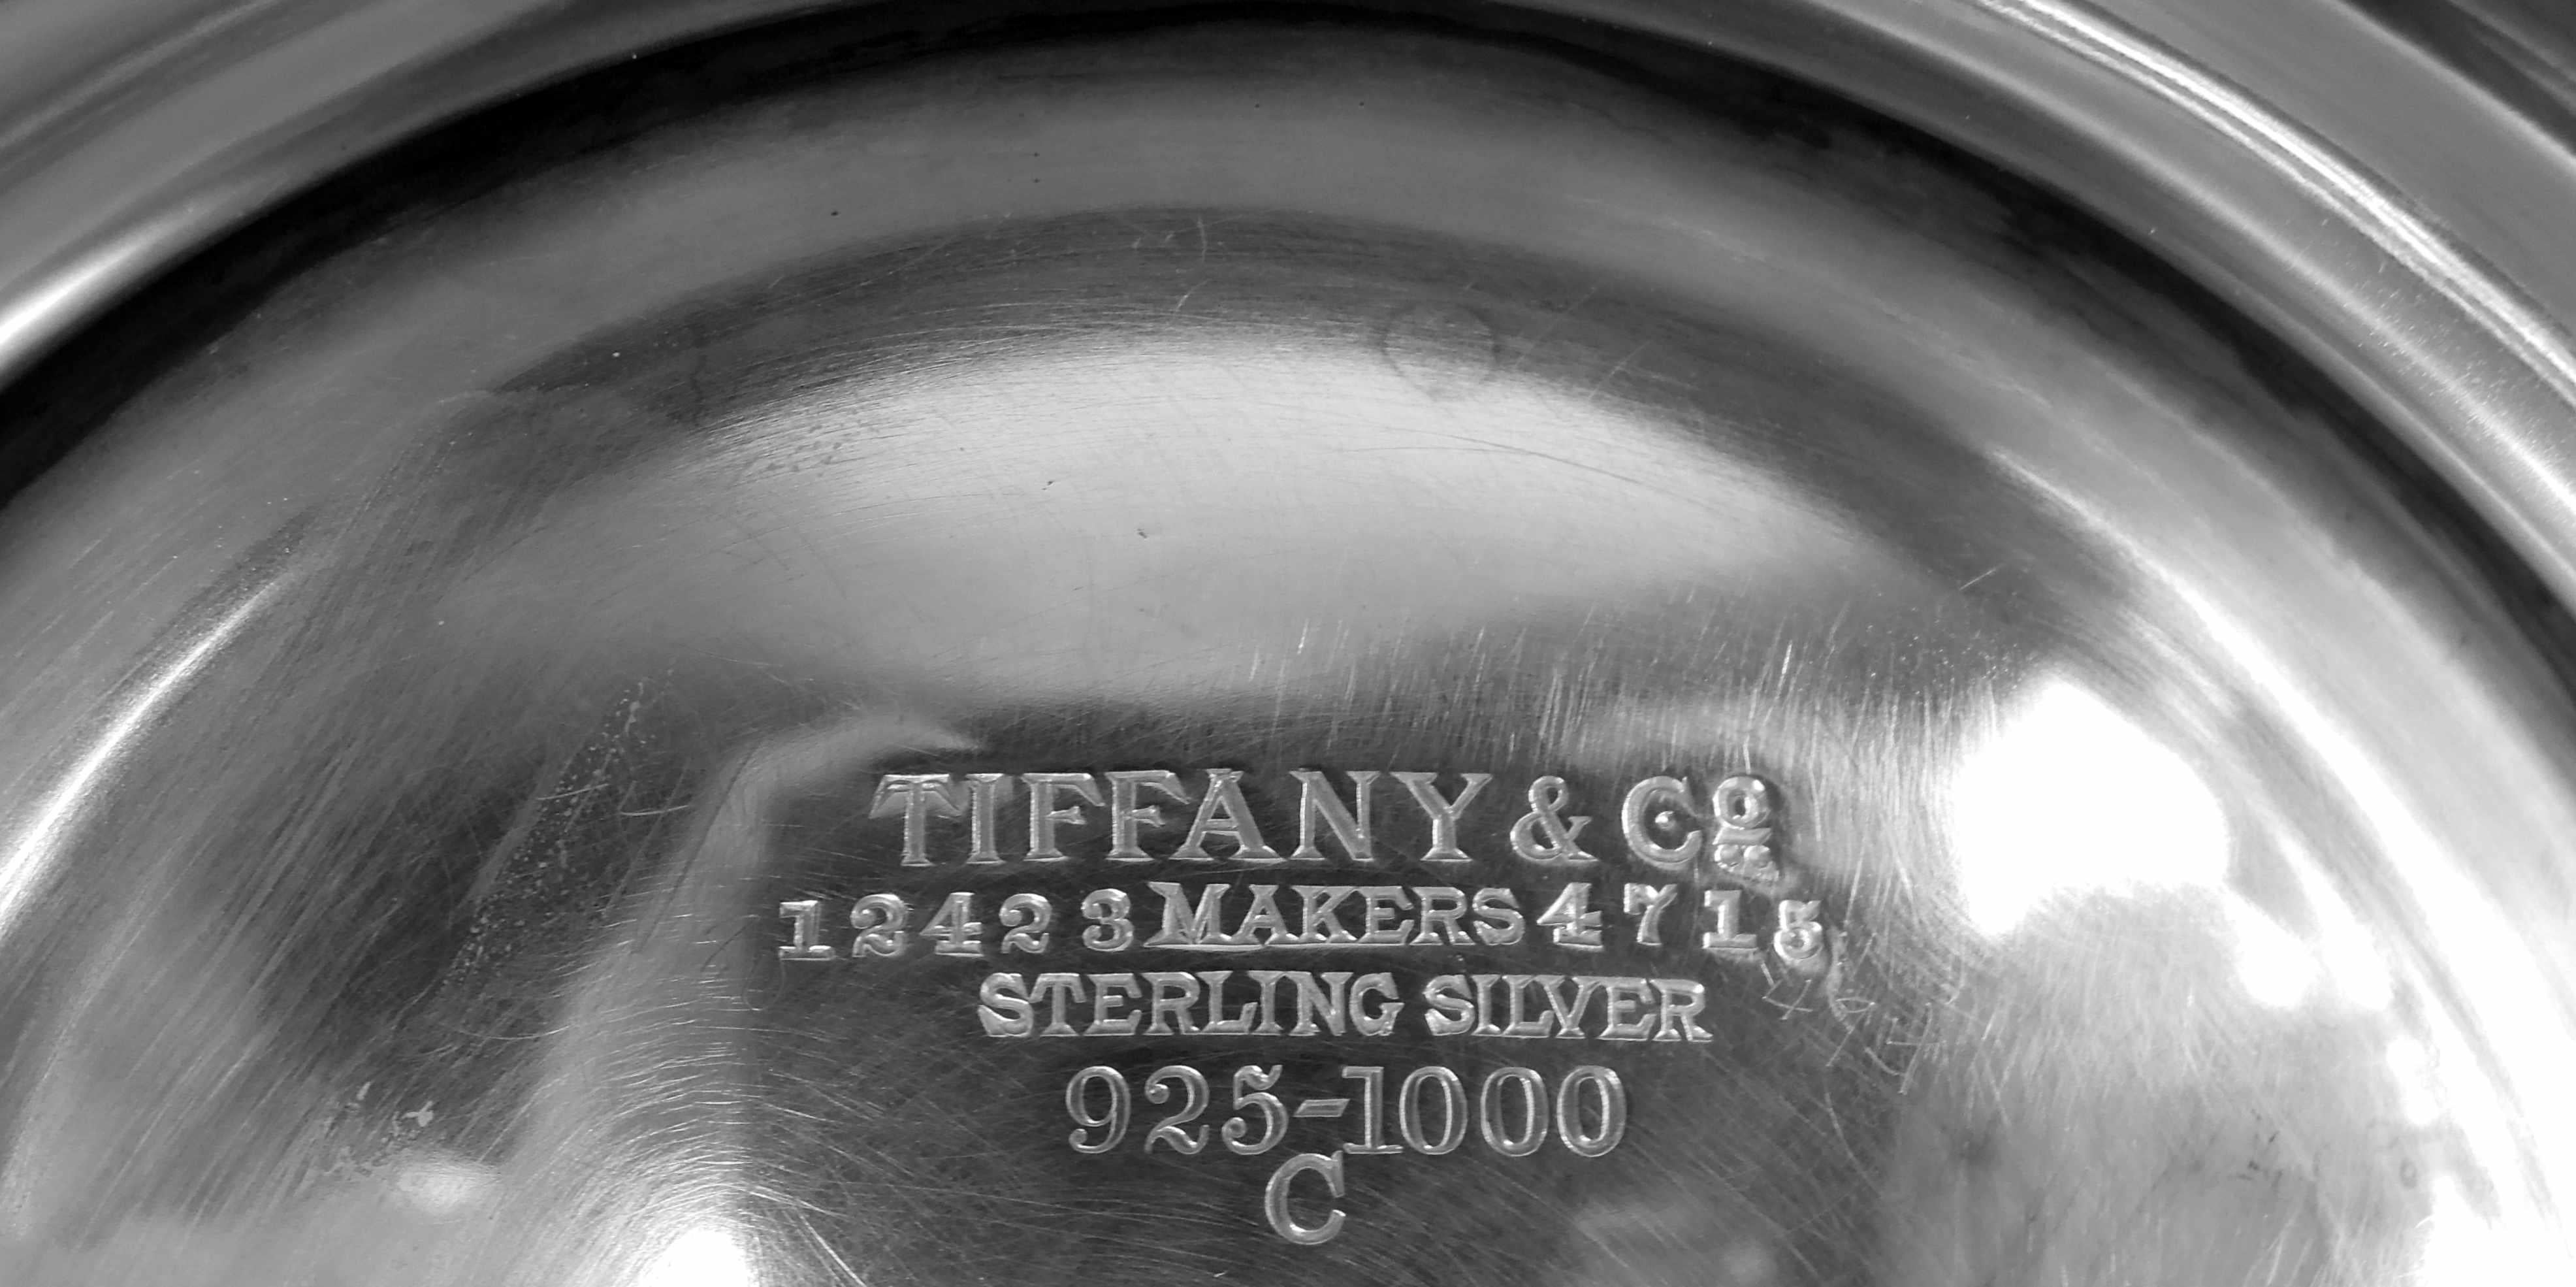 TIFFANY & Co
12423 MAKERS 4715
STERLING SILVER
925-1000
C